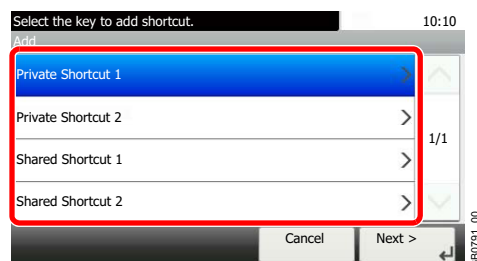 Select the key to add shortcut. 10:10
Add
Private Shortcut 1
Private Shortcut 2
1/1
Shared Shortcut 1
Shared Shortcut 2
Cancel Next >
B0791_00